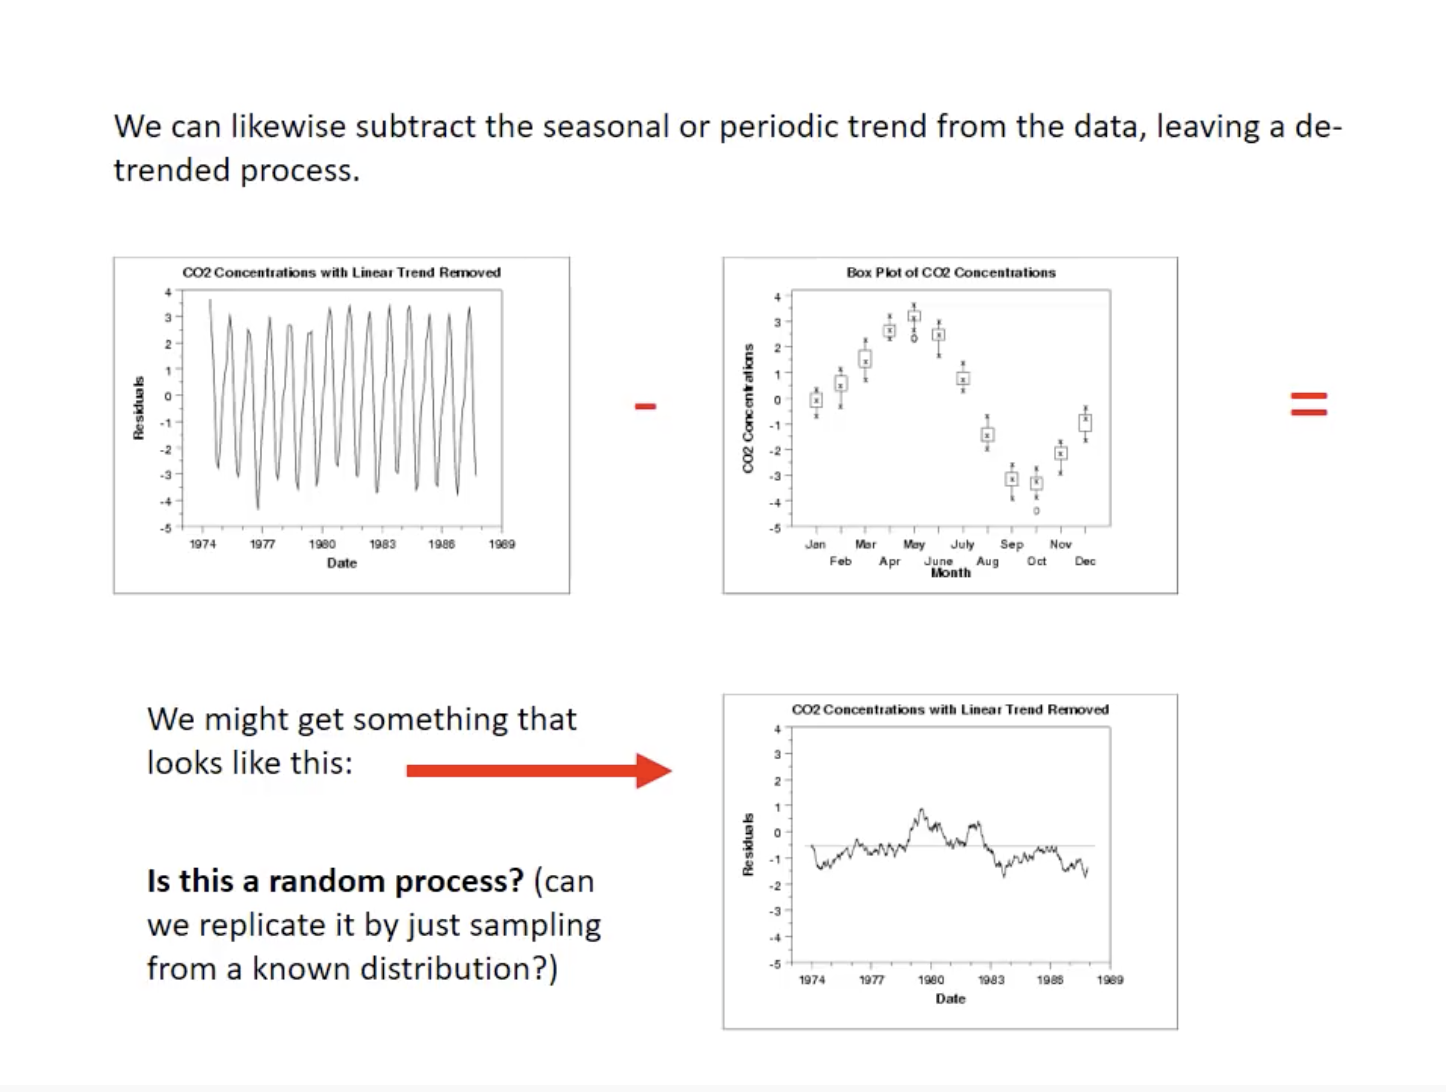 We can likewise subtract the seasonal or periodic trend from the data, leaving a de-
trended process.
CO2 Concentrations with Linear Trend Removed
4
3
2
1
0
-1
-2
-3
-4
-5
Residuals
1974 1977 1980 1983 1986 1989
Date
-
Box Plot of CO2 Concentrations
4
3
2
1
0
-1
-2
-3
-4
-5
CO2 Concentrations
Jan Mar May July Sep Nov
Feb Apr June Aug Oct Dec
Month
=
We might get something that
looks like this:
CO2 Concentrations with Linear Trend Removed
4
3
2
1
0
-1
-2
-3
-4
-5
Residuals
1974 1977 1980 1983 1986 1989
Date
Is this a random process? (can
we replicate it by just sampling
from a known distribution?)